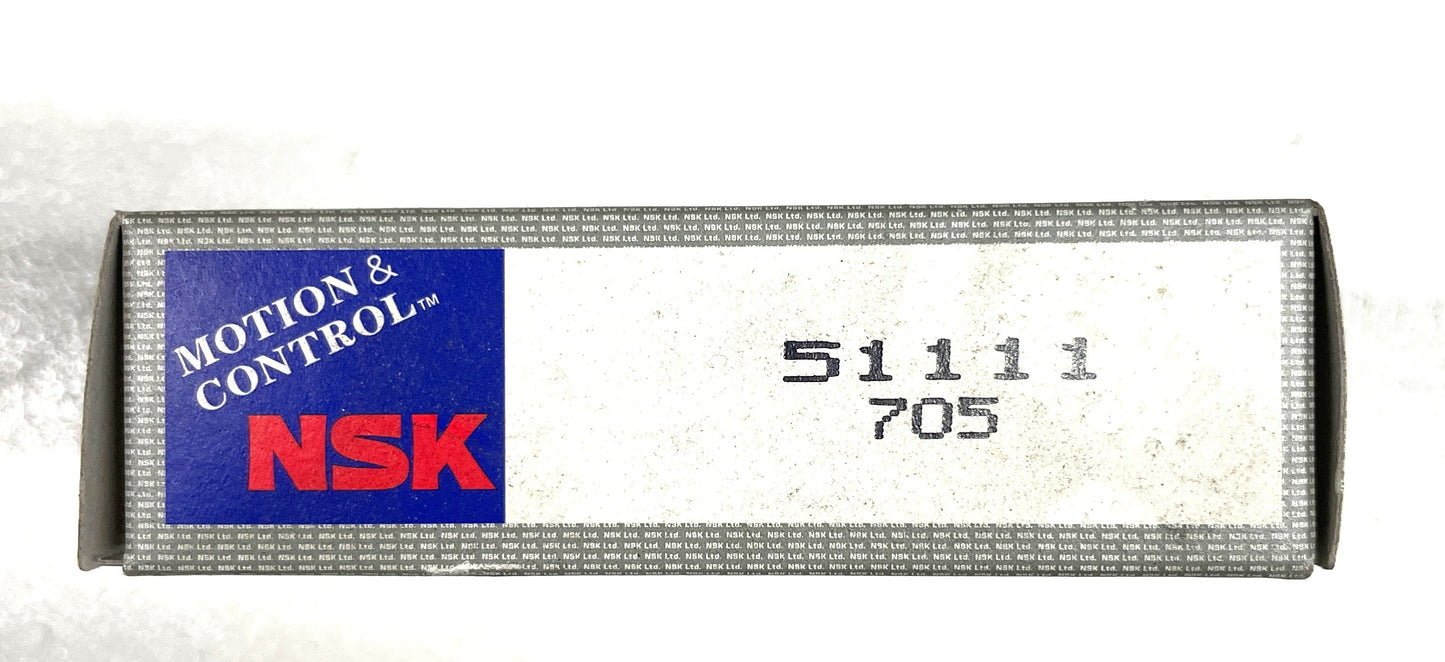 MOTION &
CONTROL™
NSK
51111
705